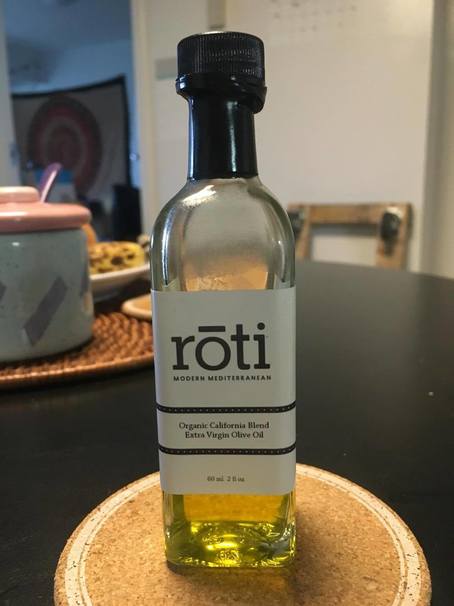 rōti
MODERN MEDITERRANEAN
Organic California Blend
Extra Virgin Olive Oil
60 ml 2 fl oz